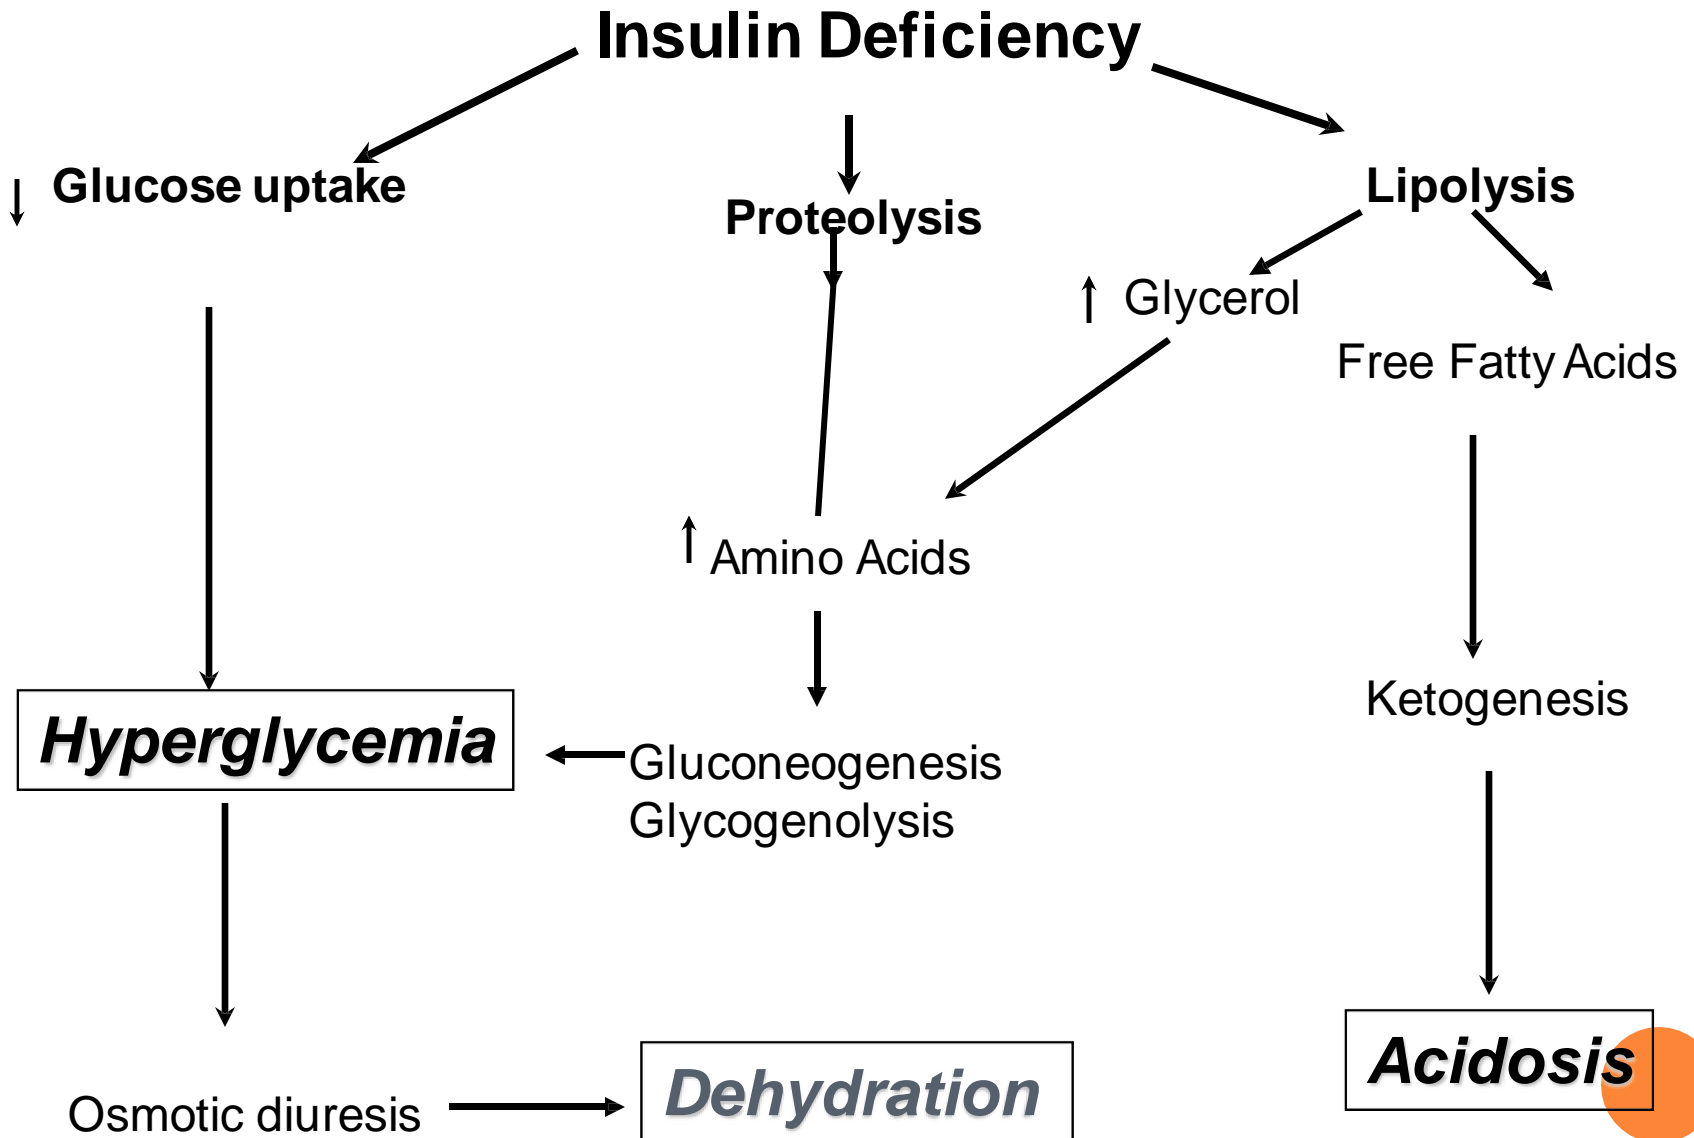 Insulin Deficiency
Glucose uptake
Proteolysis
Lipolysis
Glycerol
Free Fatty Acids
Amino Acids
Ketogenesis
Hyperglycemia
Gluconeogenesis
Glycogenolysis
Osmotic diuresis
Dehydration
Acidosis